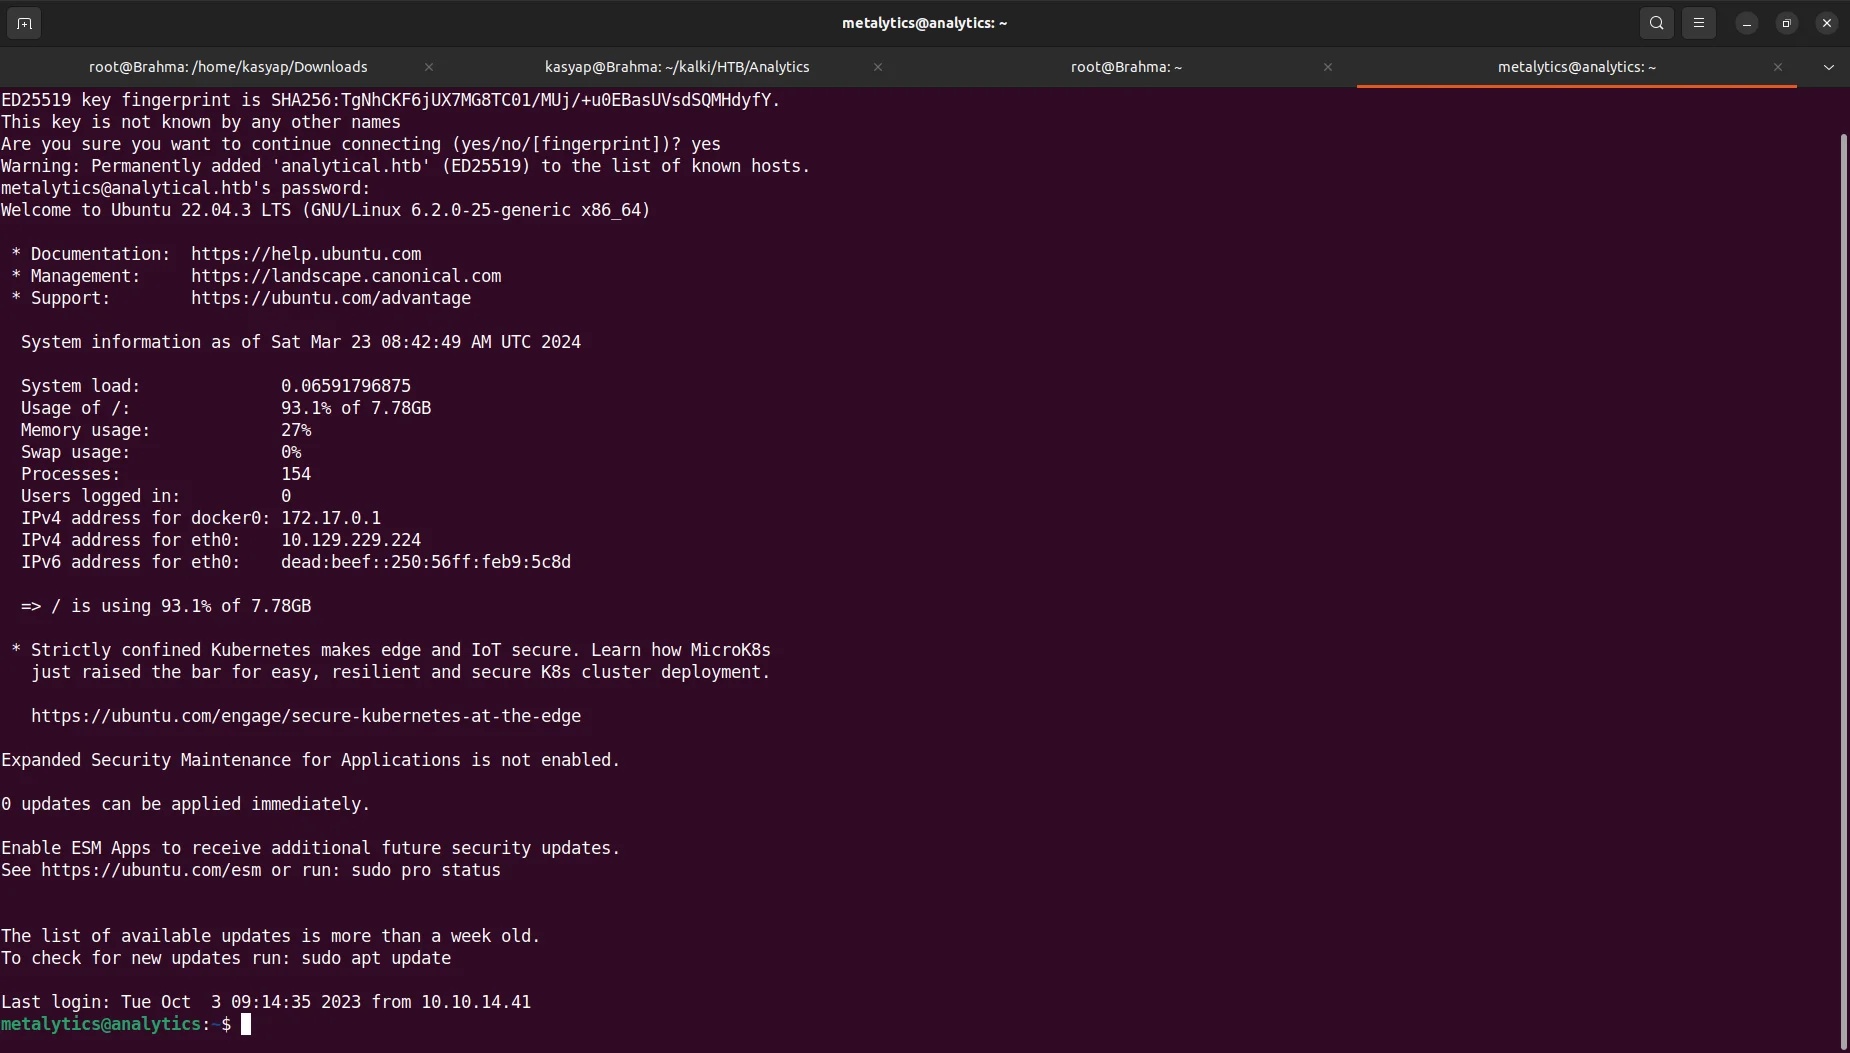 metalytics@analytics: ~
root@Brahma: /home/kasyap/Downloads
kasyap@Brahma: ~/kalki/HTB/Analytics
root@Brahma: ~
metalytics@analytics: ~
ED25519 key fingerprint is SHA256:TgNhCKF6jUX7MG8TC01/MUj/+u0EBasUVsdSQMHdyfY.
This key is not known by any other names
Are you sure you want to continue connecting (yes/no/[fingerprint])? yes
Warning: Permanently added 'analytical.htb' (ED25519) to the list of known hosts.
metalytics@analytical.htb's password:
Welcome to Ubuntu 22.04.3 LTS (GNU/Linux 6.2.0-25-generic x86_64)
* Documentation:  https://help.ubuntu.com
* Management:     https://landscape.canonical.com
* Support:        https://ubuntu.com/advantage
System information as of Sat Mar 23 08:42:49 AM UTC 2024
System load:              0.06591796875
Usage of /:               93.1% of 7.78GB
Memory usage:             27%
Swap usage:               0%
Processes:                154
Users logged in:          0
IPv4 address for docker0: 172.17.0.1
IPv4 address for eth0:    10.129.229.224
IPv6 address for eth0:    dead:beef::250:56ff:feb9:5c8d
=> / is using 93.1% of 7.78GB
* Strictly confined Kubernetes makes edge and IoT secure. Learn how MicroK8s
just raised the bar for easy, resilient and secure K8s cluster deployment.
https://ubuntu.com/engage/secure-kubernetes-at-the-edge
Expanded Security Maintenance for Applications is not enabled.
0 updates can be applied immediately.
Enable ESM Apps to receive additional future security updates.
See https://ubuntu.com/esm or run: sudo pro status
The list of available updates is more than a week old.
To check for new updates run: sudo apt update
Last login: Tue Oct  3 09:14:35 2023 from 10.10.14.41
metalytics@analytics:~$